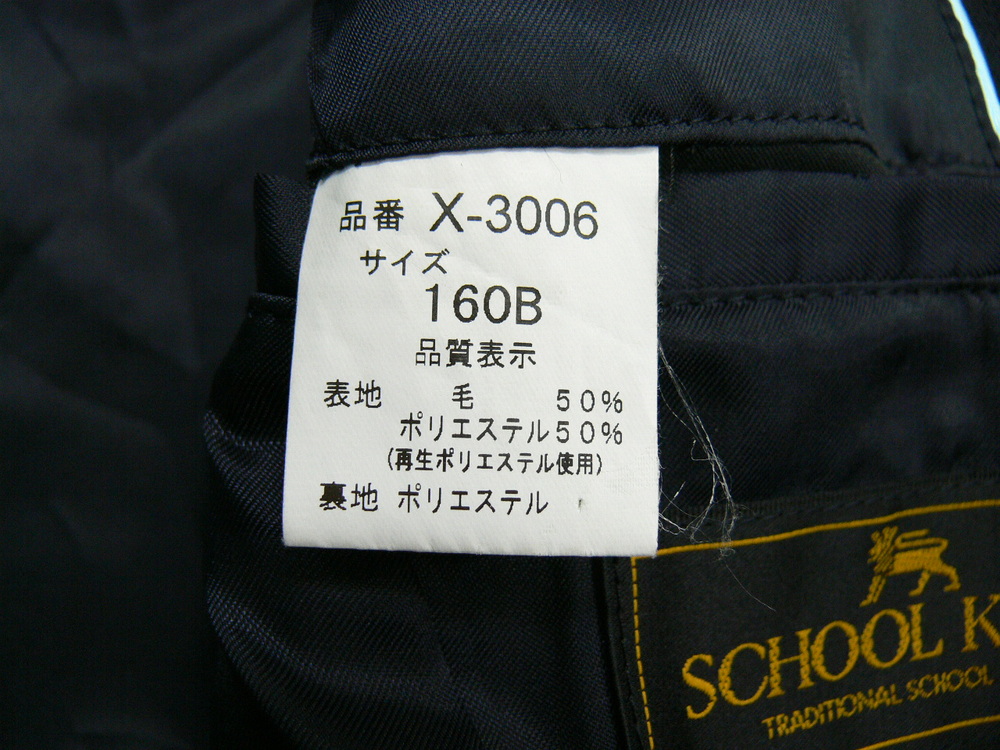 品番 X-3006
サイズ
160B
品質表示
表地 毛 50%
ポリエステル50%
(再生ポリエステル使用)
裏地 ポリエステル
SCHOOL K
TRADITIONAL SCHOOL